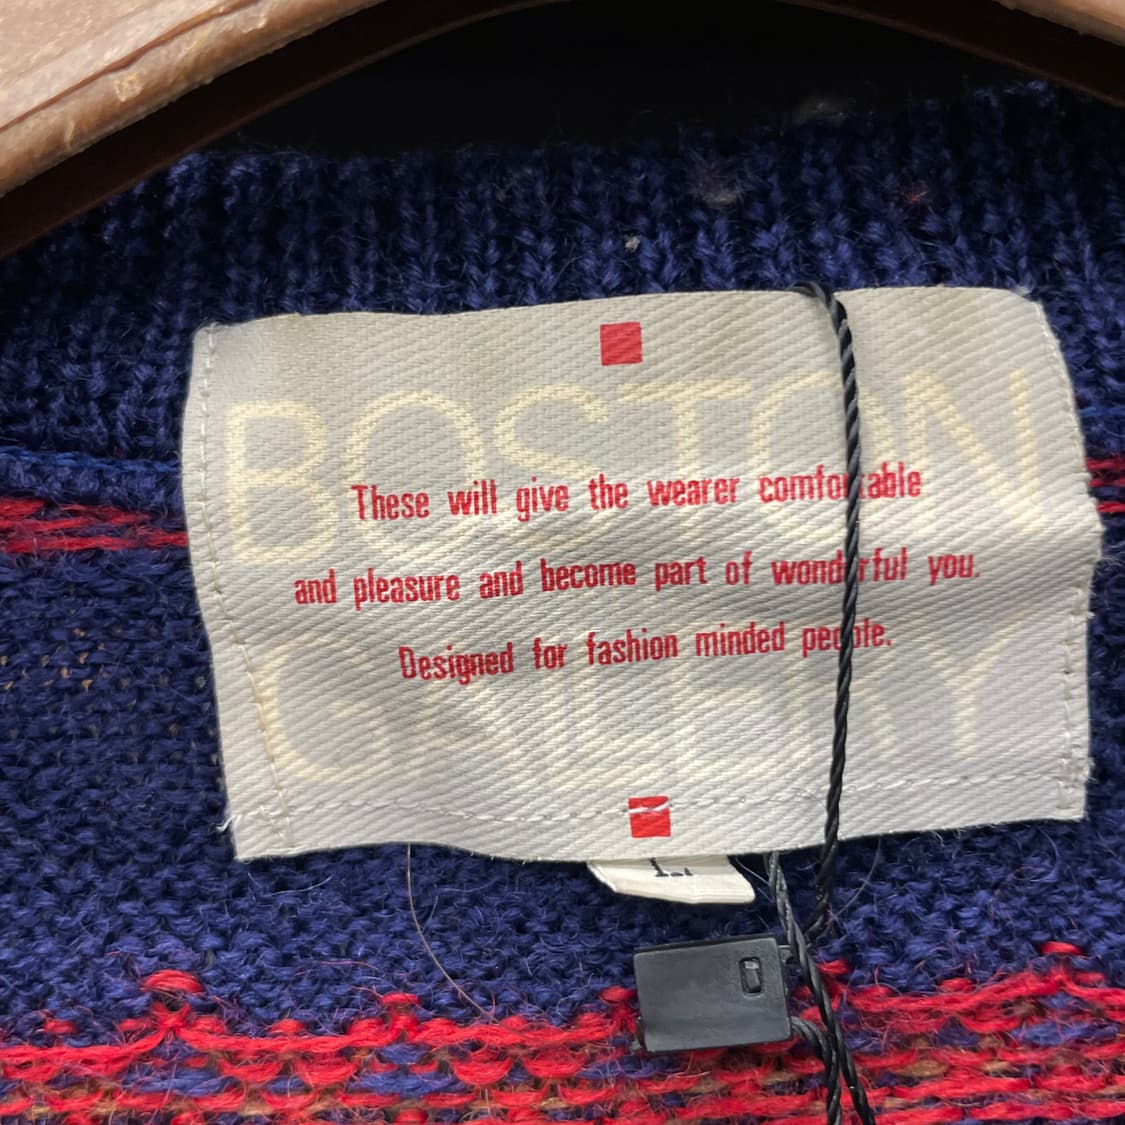 BOSTON
These will give the wearer comfortable
and pleasure and become part of wonderful you.
Designed for fashion minded people.
GALLERY
L